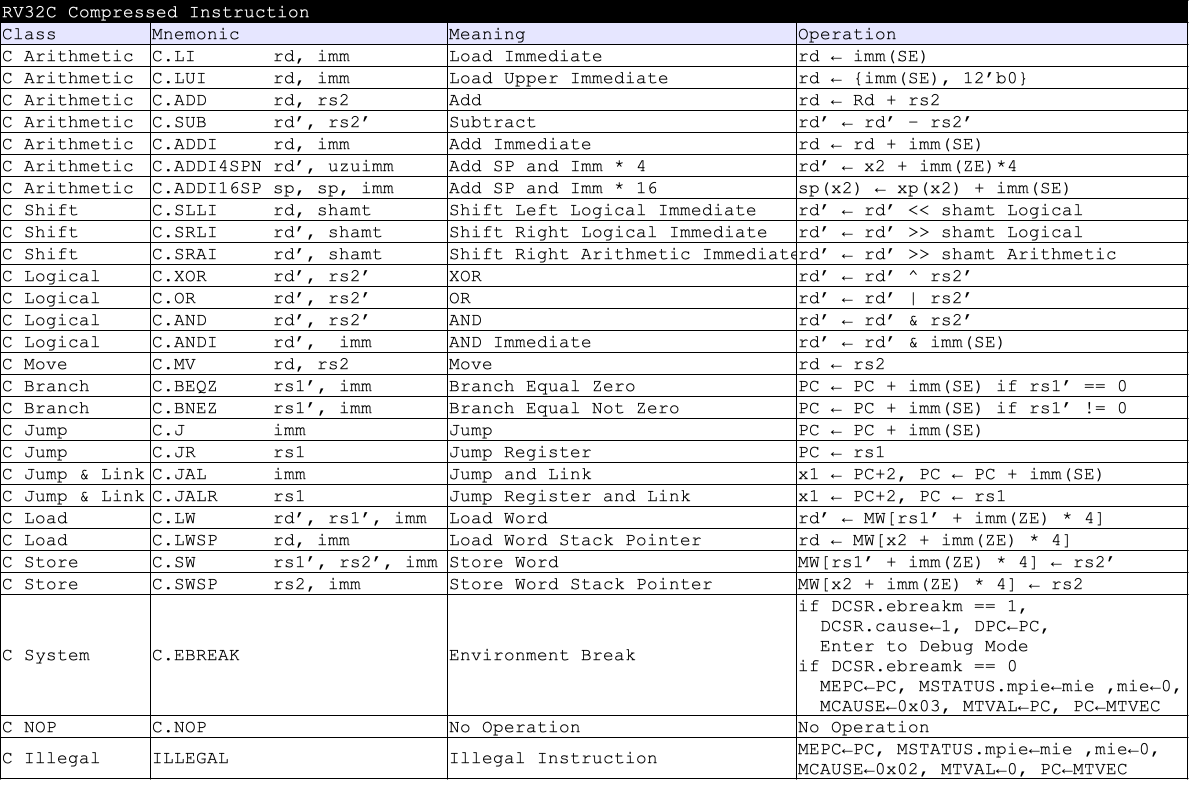 RV32C Compressed Instruction
Class Mnemonic Meaning Operation
C Arithmetic C.LI rd, imm Load Immediate rd ← imm(SE)
C Arithmetic C.LUI rd, imm Load Upper Immediate rd ← {imm(SE), 12’b0}
C Arithmetic C.ADD rd, rs2 Add rd ← Rd + rs2
C Arithmetic C.SUB rd’, rs2’ Subtract rd’ ← rd’ - rs2’
C Arithmetic C.ADDI rd, imm Add Immediate rd ← rd + imm(SE)
C Arithmetic C.ADDI4SPN rd’, uzuimm Add SP and Imm * 4 rd’ ← x2 + imm(ZE)*4
C Arithmetic C.ADDI16SP sp, sp, imm Add SP and Imm * 16 sp(x2) ← xp(x2) + imm(SE)
C Shift C.SLLI rd, shamt Shift Left Logical Immediate rd’ ← rd’ << shamt Logical
C Shift C.SRLI rd’, shamt Shift Right Logical Immediate rd’ ← rd’ >> shamt Logical
C Shift C.SRAI rd’, shamt Shift Right Arithmetic Immediate rd’ ← rd’ >> shamt Arithmetic
C Logical C.XOR rd’, rs2’ XOR rd’ ← rd’ ^ rs2’
C Logical C.OR rd’, rs2’ OR rd’ ← rd’ | rs2’
C Logical C.AND rd’, rs2’ AND rd’ ← rd’ & rs2’
C Logical C.ANDI rd’, imm AND Immediate rd’ ← rd’ & imm(SE)
C Move C.MV rd, rs2 Move rd ← rs2
C Branch C.BEQZ rs1’, imm Branch Equal Zero PC ← PC + imm(SE) if rs1’ == 0
C Branch C.BNEZ rs1’, imm Branch Equal Not Zero PC ← PC + imm(SE) if rs1’ != 0
C Jump C.J imm Jump PC ← PC + imm(SE)
C Jump C.JR rs1 Jump Register PC ← rs1
C Jump & Link C.JAL imm Jump and Link x1 ← PC+2, PC ← PC + imm(SE)
C Jump & Link C.JALR rs1 Jump Register and Link x1 ← PC+2, PC ← rs1
C Load C.LW rd’, rs1’, imm Load Word rd’ ← MW[rs1’ + imm(ZE) * 4]
C Load C.LWSP rd, imm Load Word Stack Pointer rd ← MW[x2 + imm(ZE) * 4]
C Store C.SW rs1’, rs2’, imm Store Word MW[rs1’ + imm(ZE) * 4] ← rs2’
C Store C.SWSP rs2, imm Store Word Stack Pointer MW[x2 + imm(ZE) * 4] ← rs2
C System C.EBREAK Environment Break if DCSR.ebreakm == 1,
DCSR.cause←1, DPC←PC,
Enter to Debug Mode
if DCSR.ebreamk == 0
MEPC←PC, MSTATUS.mpie←mie ,mie←0,
MCAUSE←0x03, MTVAL←PC, PC←MTVEC
C NOP C.NOP No Operation No Operation
C Illegal ILLEGAL Illegal Instruction MEPC←PC, MSTATUS.mpie←mie ,mie←0,
MCAUSE←0x02, MTVAL←0, PC←MTVEC